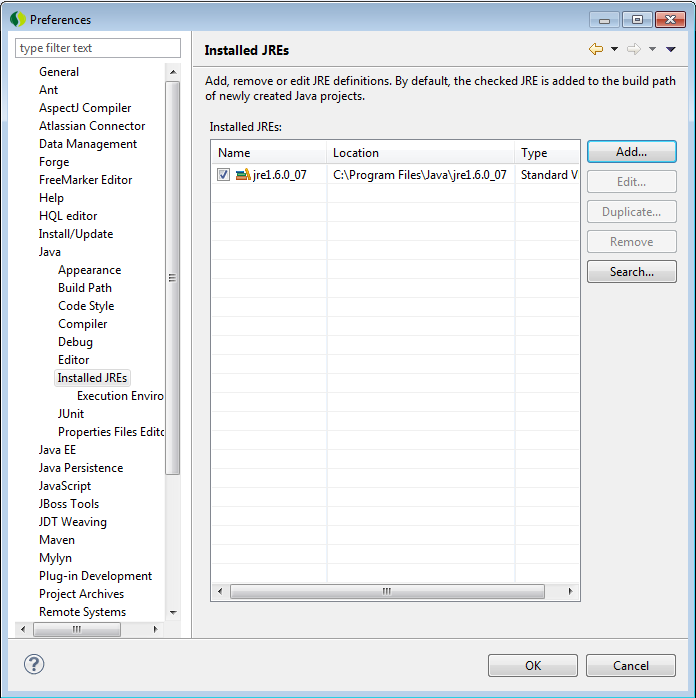 Preferences
type filter text
General
Ant
AspectJ Compiler
Atlassian Connector
Data Management
Forge
FreeMarker Editor
Help
HQL editor
Install/Update
Java
Appearance
Build Path
Code Style
Compiler
Debug
Editor
Installed JREs
Execution Enviro
JUnit
Properties Files Edito
Java EE
Java Persistence
JavaScript
JBoss Tools
JDT Weaving
Maven
Mylyn
Plug-in Development
Project Archives
Remote Systems
Installed JREs
Add, remove or edit JRE definitions. By default, the checked JRE is added to the build path
of newly created Java projects.
Installed JREs:
Name Location Type
jre1.6.0_07 C:\Program Files\Java\jre1.6.0_07 Standard V
Add...
Edit...
Duplicate...
Remove
Search...
?
OK Cancel